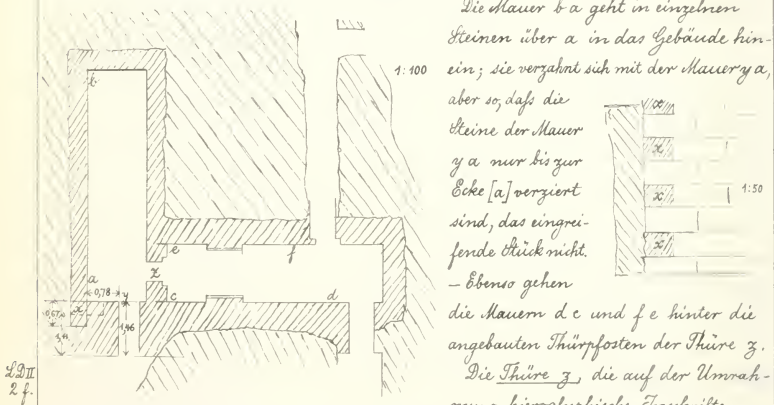 Die Mauer b a geht in einzelnen
Steinen über a in das Gebäude hin-
ein; sie verzahnt sich mit der Mauer y a,
aber so, daſs die
Steine der Mauer
y a nur bis zur
Ecke [a] verziert
sind, das eingrei-
fende Stück nicht.
– Ebenso gehen
die Mauern d c und f e hinter die
angebauten Thürpfosten der Thüre z.
Die Thüre z, die auf der Umrah-
1:100
b
e
f
z
a
0,78
y
c
d
x
0,67
1,46
x
x
x
x
1:50
LD II
2 f.